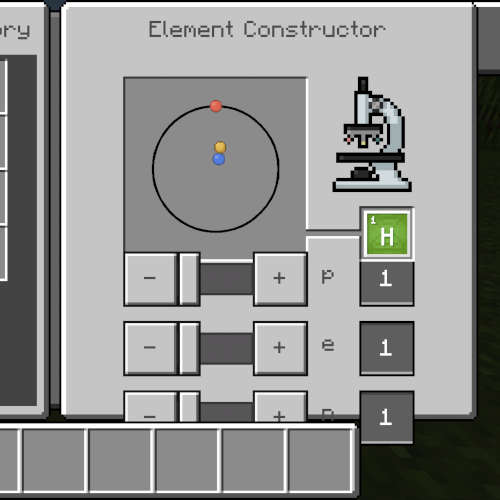 ory
Element Constructor
1
H
− + p 1
− + e 1
− + n 1